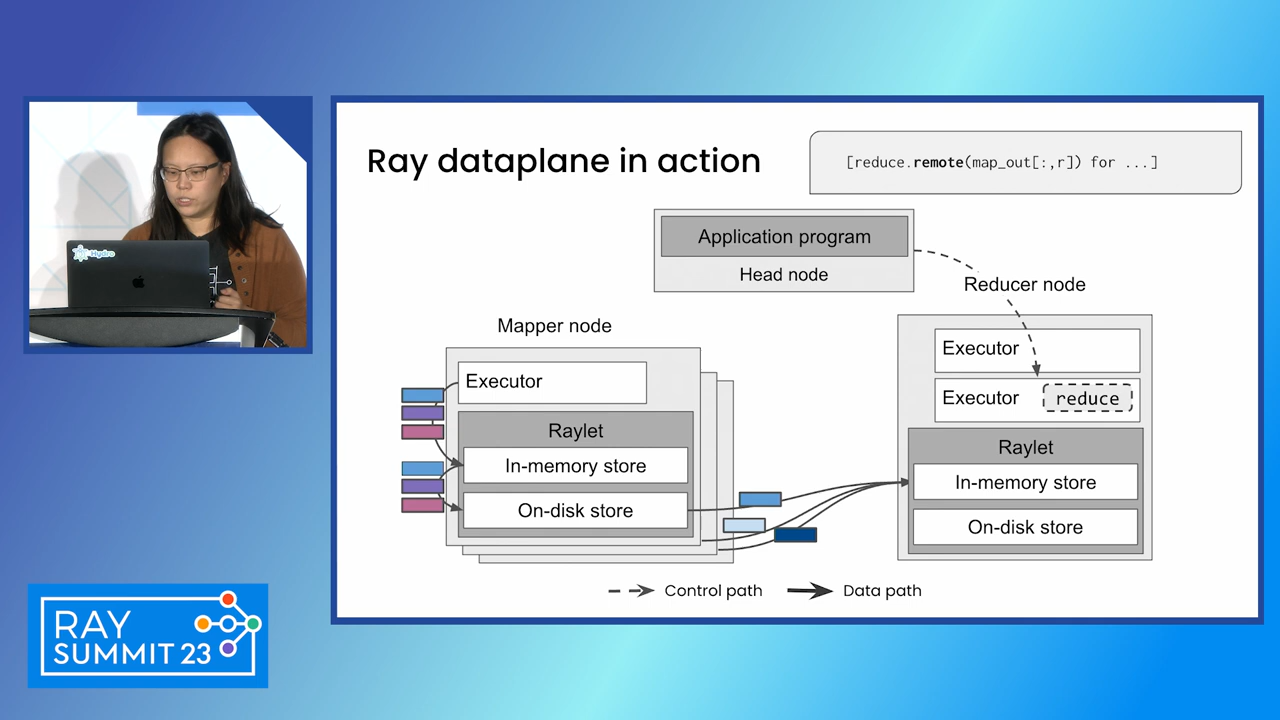 Ray dataplane in action
[reduce.remote(map_out[:,r]) for ...]
Application program
Head node
Reducer node
Mapper node
Executor
Executor
Executor
reduce
Raylet
In-memory store
On-disk store
Raylet
In-memory store
On-disk store
Control path
Data path
Hydro
RAY
SUMMIT 23